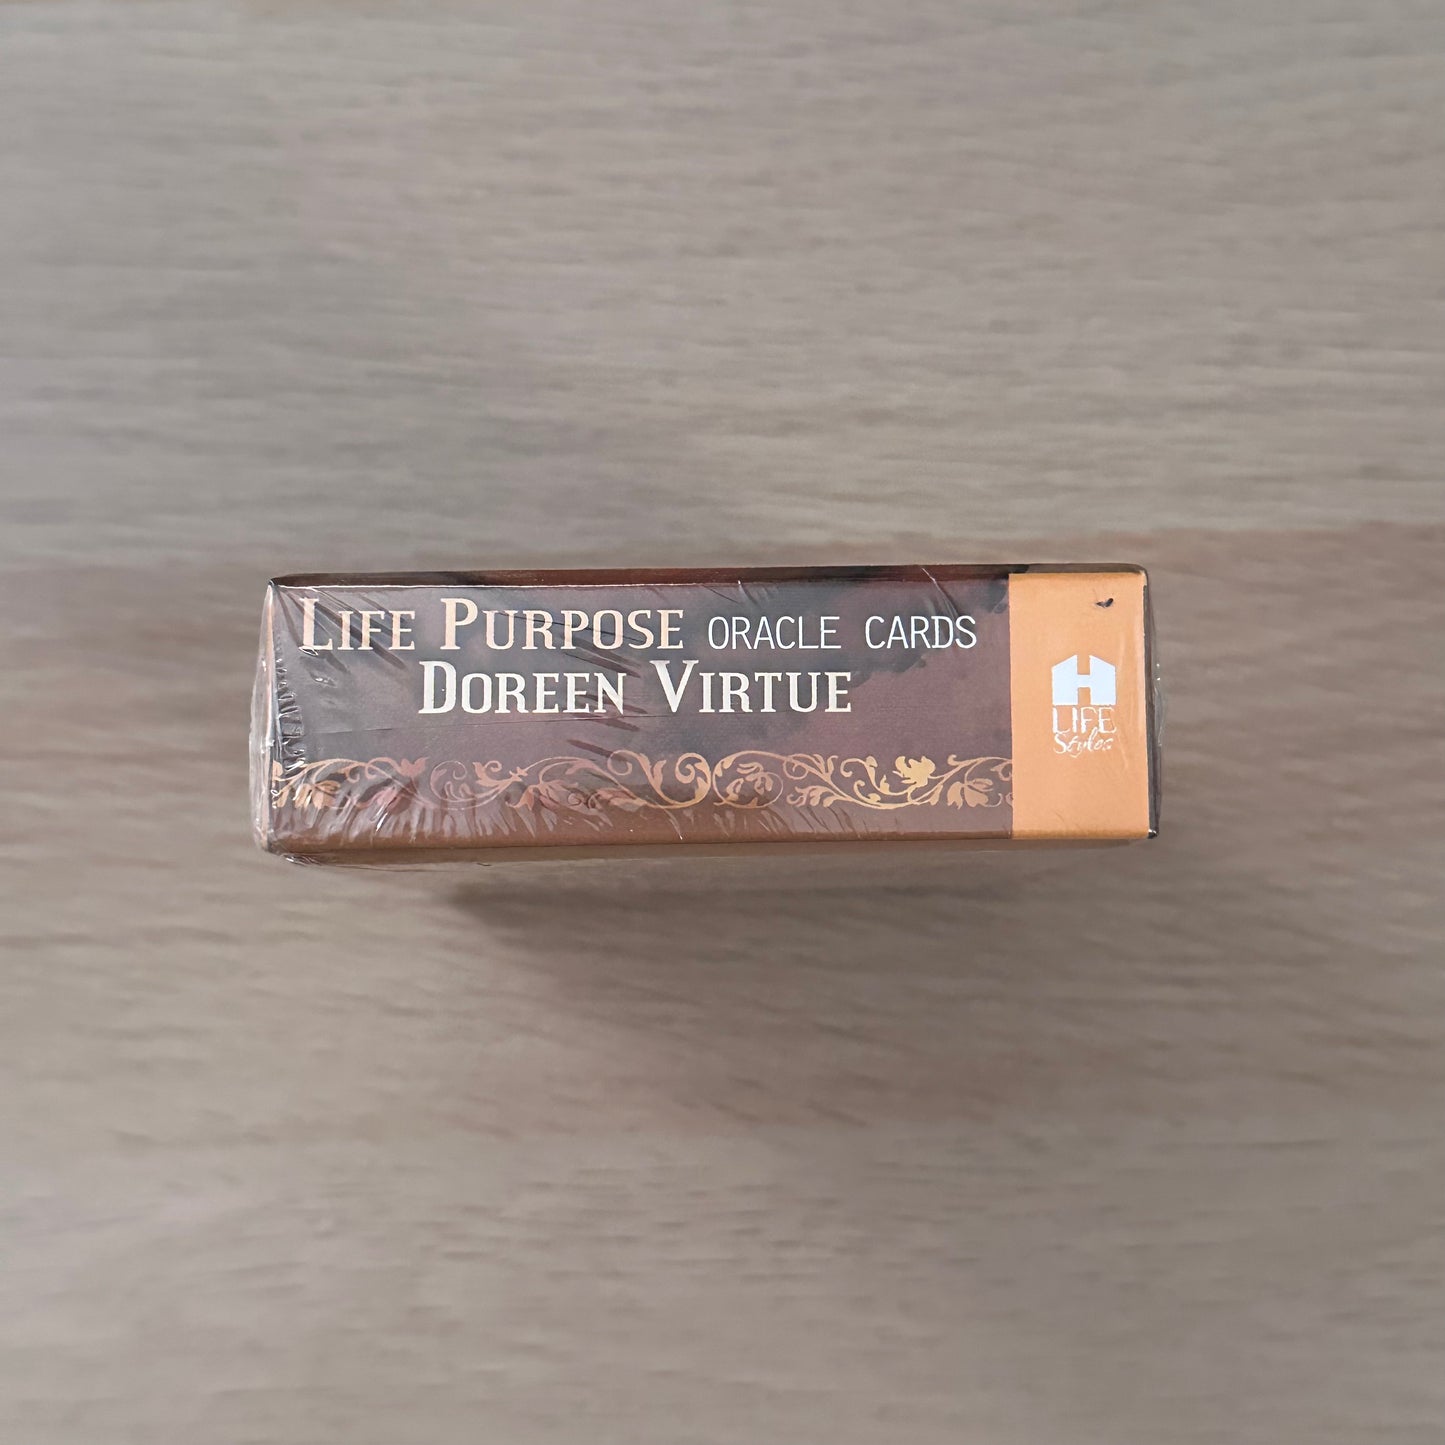 LIFE PURPOSE ORACLE CARDS
DOREEN VIRTUE
H
LIFE
Styles